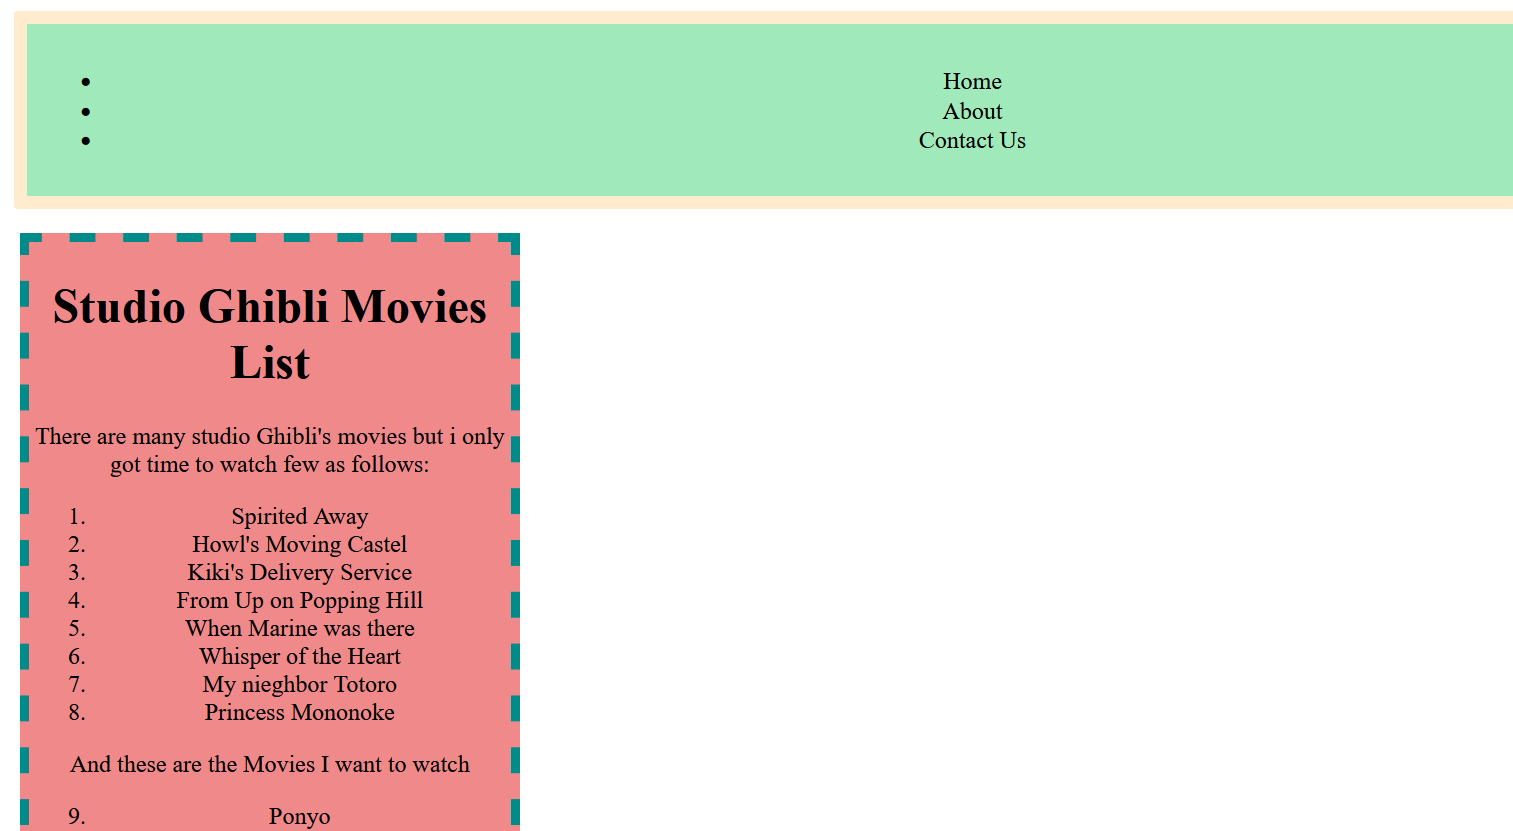 • Home
• About
• Contact Us
Studio Ghibli Movies
List
There are many studio Ghibli's movies but i only
got time to watch few as follows:
1. Spirited Away
2. Howl's Moving Castel
3. Kiki's Delivery Service
4. From Up on Popping Hill
5. When Marine was there
6. Whisper of the Heart
7. My nieghbor Totoro
8. Princess Mononoke
And these are the Movies I want to watch
9. Ponyo